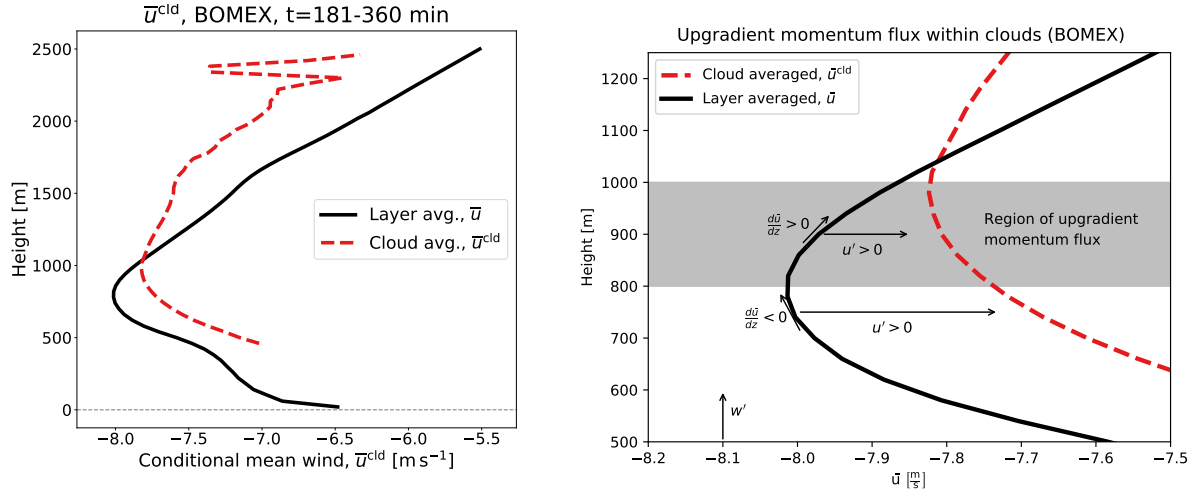 u̅ᶜˡᵈ, BOMEX, t=181-360 min
Height [m]
2500
2000
1500
1000
500
0
Layer avg., u̅
Cloud avg., u̅ᶜˡᵈ
−8.0 −7.5 −7.0 −6.5 −6.0 −5.5
Conditional mean wind, u̅ᶜˡᵈ [m s⁻¹]
Upgradient momentum flux within clouds (BOMEX)
Cloud averaged, ūᶜˡᵈ
Layer averaged, ū
Height [m]
1200
1100
1000
900
800
700
600
500
dū/dz > 0
u′ > 0
Region of upgradient
momentum flux
dū/dz < 0
u′ > 0
w′
−8.2 −8.1 −8.0 −7.9 −7.8 −7.7 −7.6 −7.5
ū [m/s]